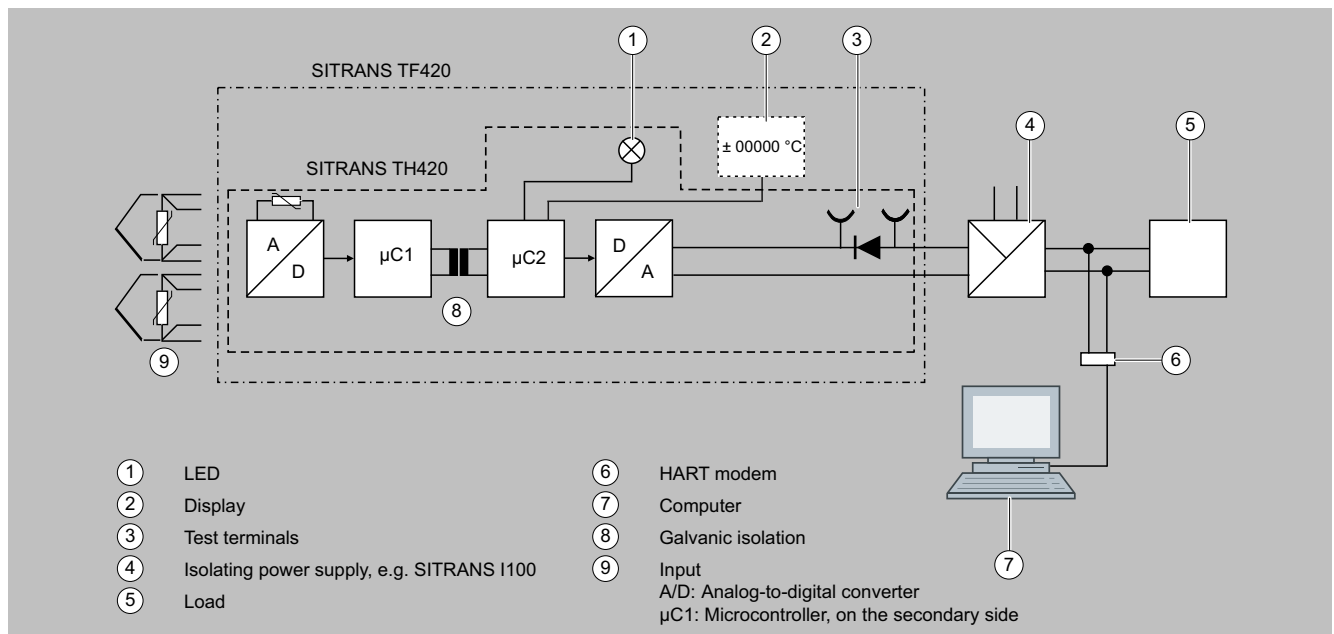 1
2
3
SITRANS TF420
4
5
± 00000 °C
SITRANS TH420
A
D
µC1
µC2
D
A
8
9
6
1 LED
2 Display
3 Test terminals
4 Isolating power supply, e.g. SITRANS I100
5 Load
6 HART modem
7 Computer
8 Galvanic isolation
9 Input
A/D: Analog-to-digital converter
µC1: Microcontroller, on the secondary side
7